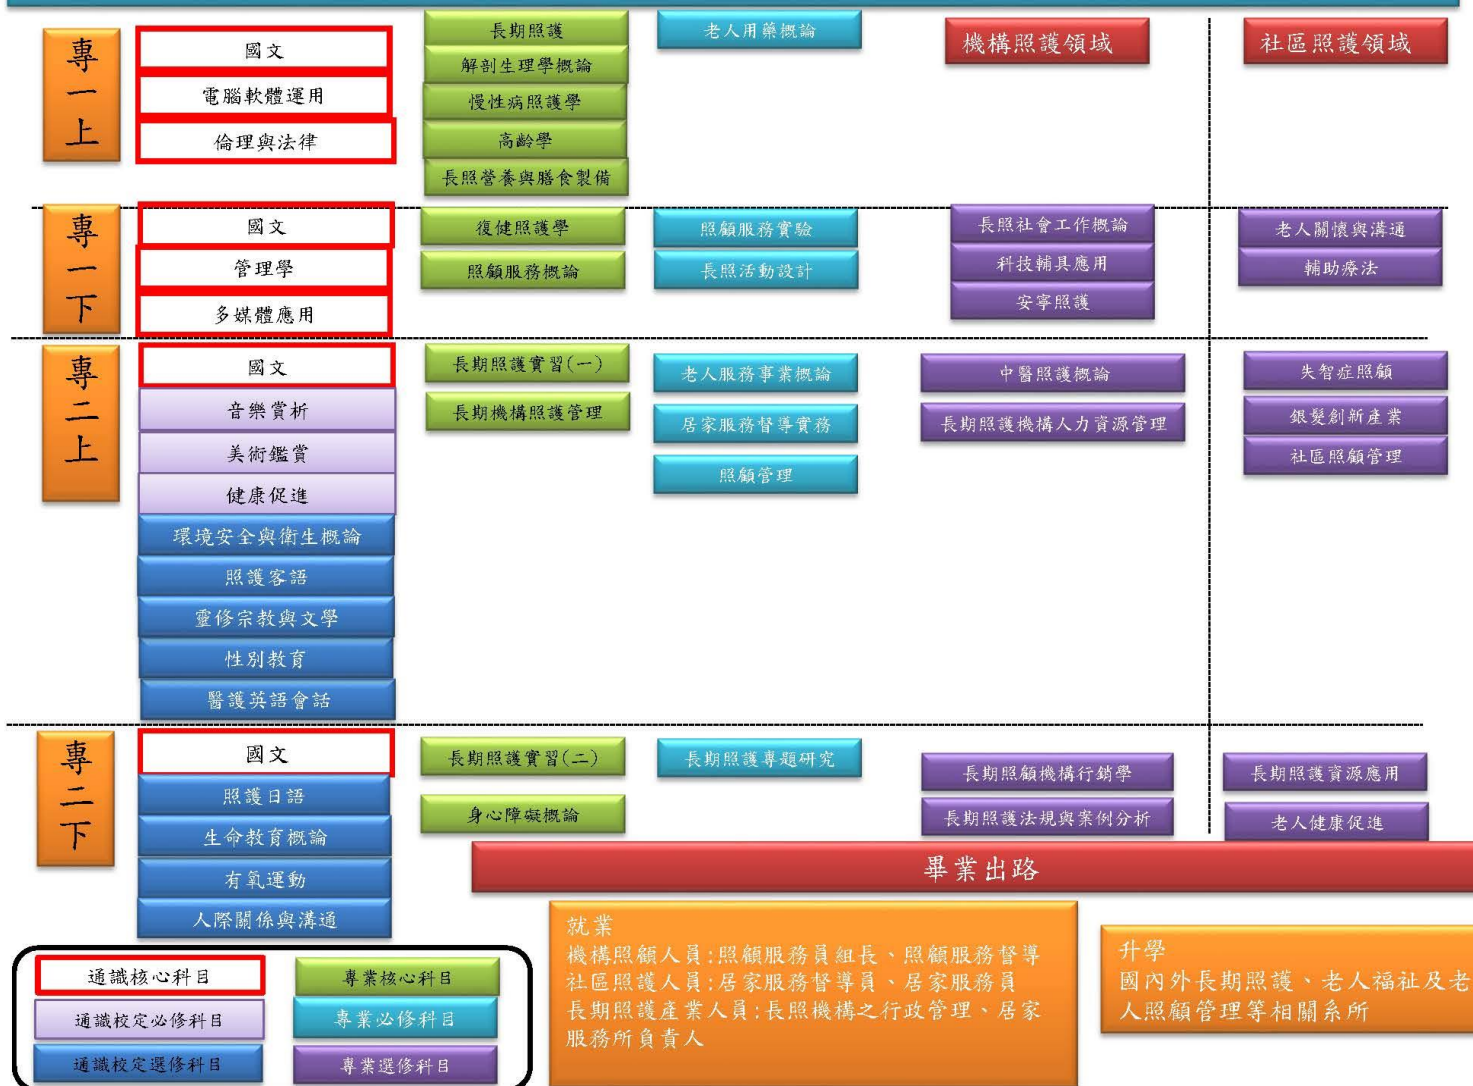 專一上
國文
電腦軟體運用
倫理與法律
長期照護
解剖生理學概論
慢性病照護學
高齡學
長照營養與膳食製備
老人用藥概論
機構照護領域
社區照護領域
專一下
國文
管理學
多媒體應用
復健照護學
照顧服務概論
照顧服務實驗
長照活動設計
長照社會工作概論
科技輔具應用
安寧照護
老人關懷與溝通
輔助療法
專二上
國文
音樂賞析
美術鑑賞
健康促進
環境安全與衛生概論
照護客語
靈修宗教與文學
性別教育
醫護英語會話
長期照護實習(一)
長期機構照護管理
老人服務事業概論
居家服務督導實務
照顧管理
中醫照護概論
長期照護機構人力資源管理
失智症照顧
銀髮創新產業
社區照顧管理
專二下
國文
照護日語
生命教育概論
有氧運動
人際關係與溝通
長期照護實習(二)
身心障礙概論
長期照護專題研究
長期照顧機構行銷學
長期照護法規與案例分析
長期照護資源應用
老人健康促進
畢業出路
就業
機構照顧人員:照顧服務員組長、照顧服務督導
社區照護人員:居家服務督導員、居家服務員
長期照護產業人員:長照機構之行政管理、居家
服務所負責人
升學
國內外長期照護、老人福祉及老
人照顧管理等相關系所
通識核心科目
專業核心科目
通識校定必修科目
專業必修科目
通識校定選修科目
專業選修科目